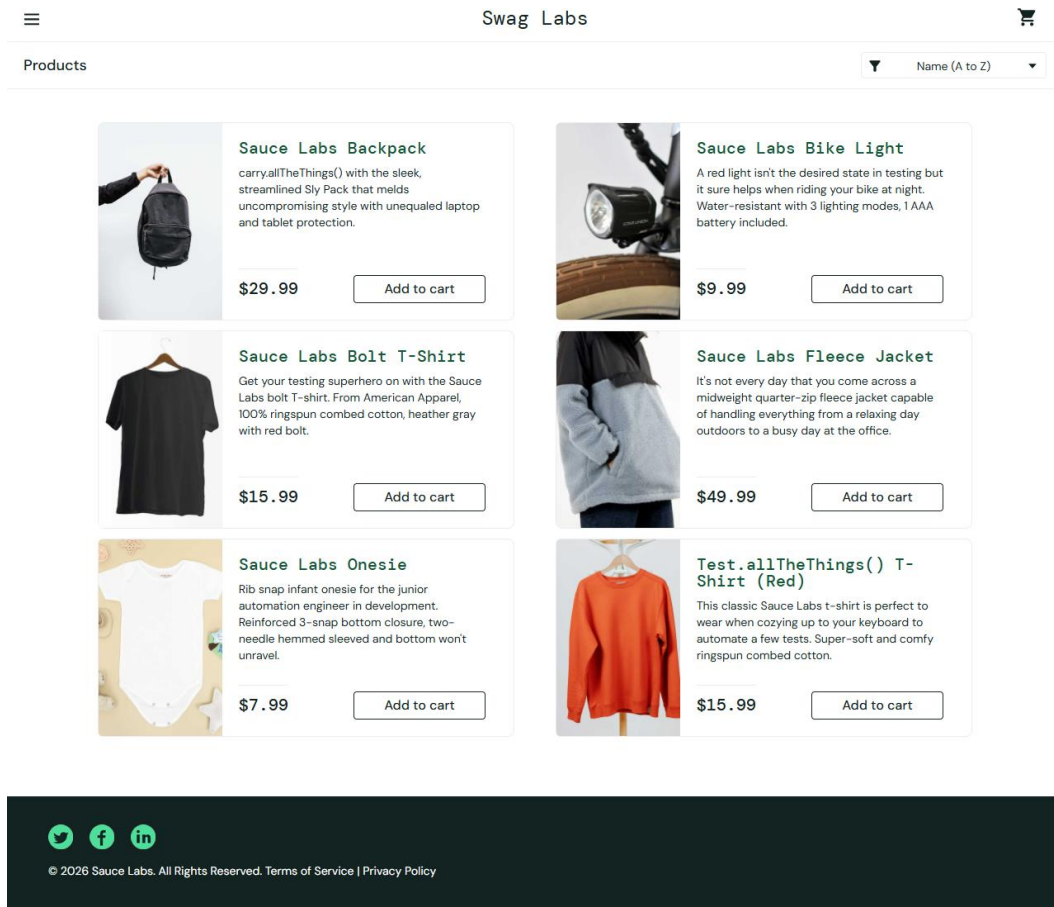 Swag Labs
Products
Name (A to Z)
Sauce Labs Backpack
carry.allTheThings() with the sleek,
streamlined Sly Pack that melds
uncompromising style with unequaled laptop
and tablet protection.
$29.99
Add to cart
Sauce Labs Bike Light
A red light isn't the desired state in testing but
it sure helps when riding your bike at night.
Water-resistant with 3 lighting modes, 1 AAA
battery included.
$9.99
Add to cart
Sauce Labs Bolt T-Shirt
Get your testing superhero on with the Sauce
Labs bolt T-shirt. From American Apparel,
100% ringspun combed cotton, heather gray
with red bolt.
$15.99
Add to cart
Sauce Labs Fleece Jacket
It's not every day that you come across a
midweight quarter-zip fleece jacket capable
of handling everything from a relaxing day
outdoors to a busy day at the office.
$49.99
Add to cart
Sauce Labs Onesie
Rib snap infant onesie for the junior
automation engineer in development.
Reinforced 3-snap bottom closure, two-
needle hemmed sleeved and bottom won't
unravel.
$7.99
Add to cart
Test.allTheThings() T-
Shirt (Red)
This classic Sauce Labs t-shirt is perfect to
wear when cozying up to your keyboard to
automate a few tests. Super-soft and comfy
ringspun combed cotton.
$15.99
Add to cart
© 2026 Sauce Labs. All Rights Reserved. Terms of Service | Privacy Policy